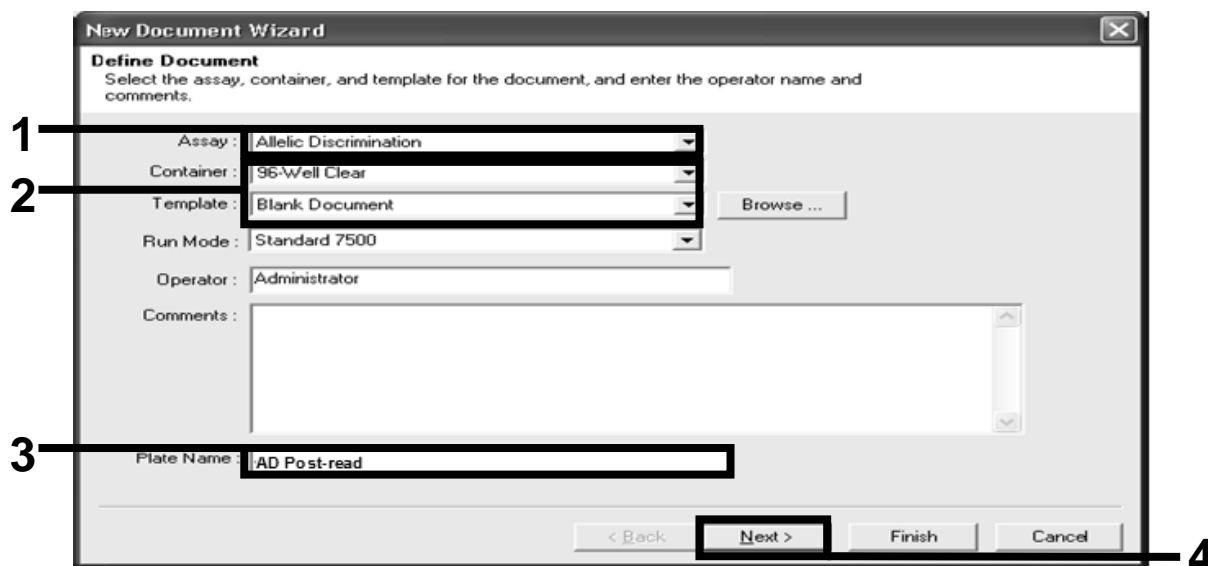 New Document Wizard
Define Document
Select the assay, container, and template for the document, and enter the operator name and
comments.
1
Assay : Allelic Discrimination
Container : 96-Well Clear
2
Template : Blank Document Browse ...
Run Mode : Standard 7500
Operator : Administrator
Comments :
3
Plate Name : AD Post-read
< Back Next > Finish Cancel
4